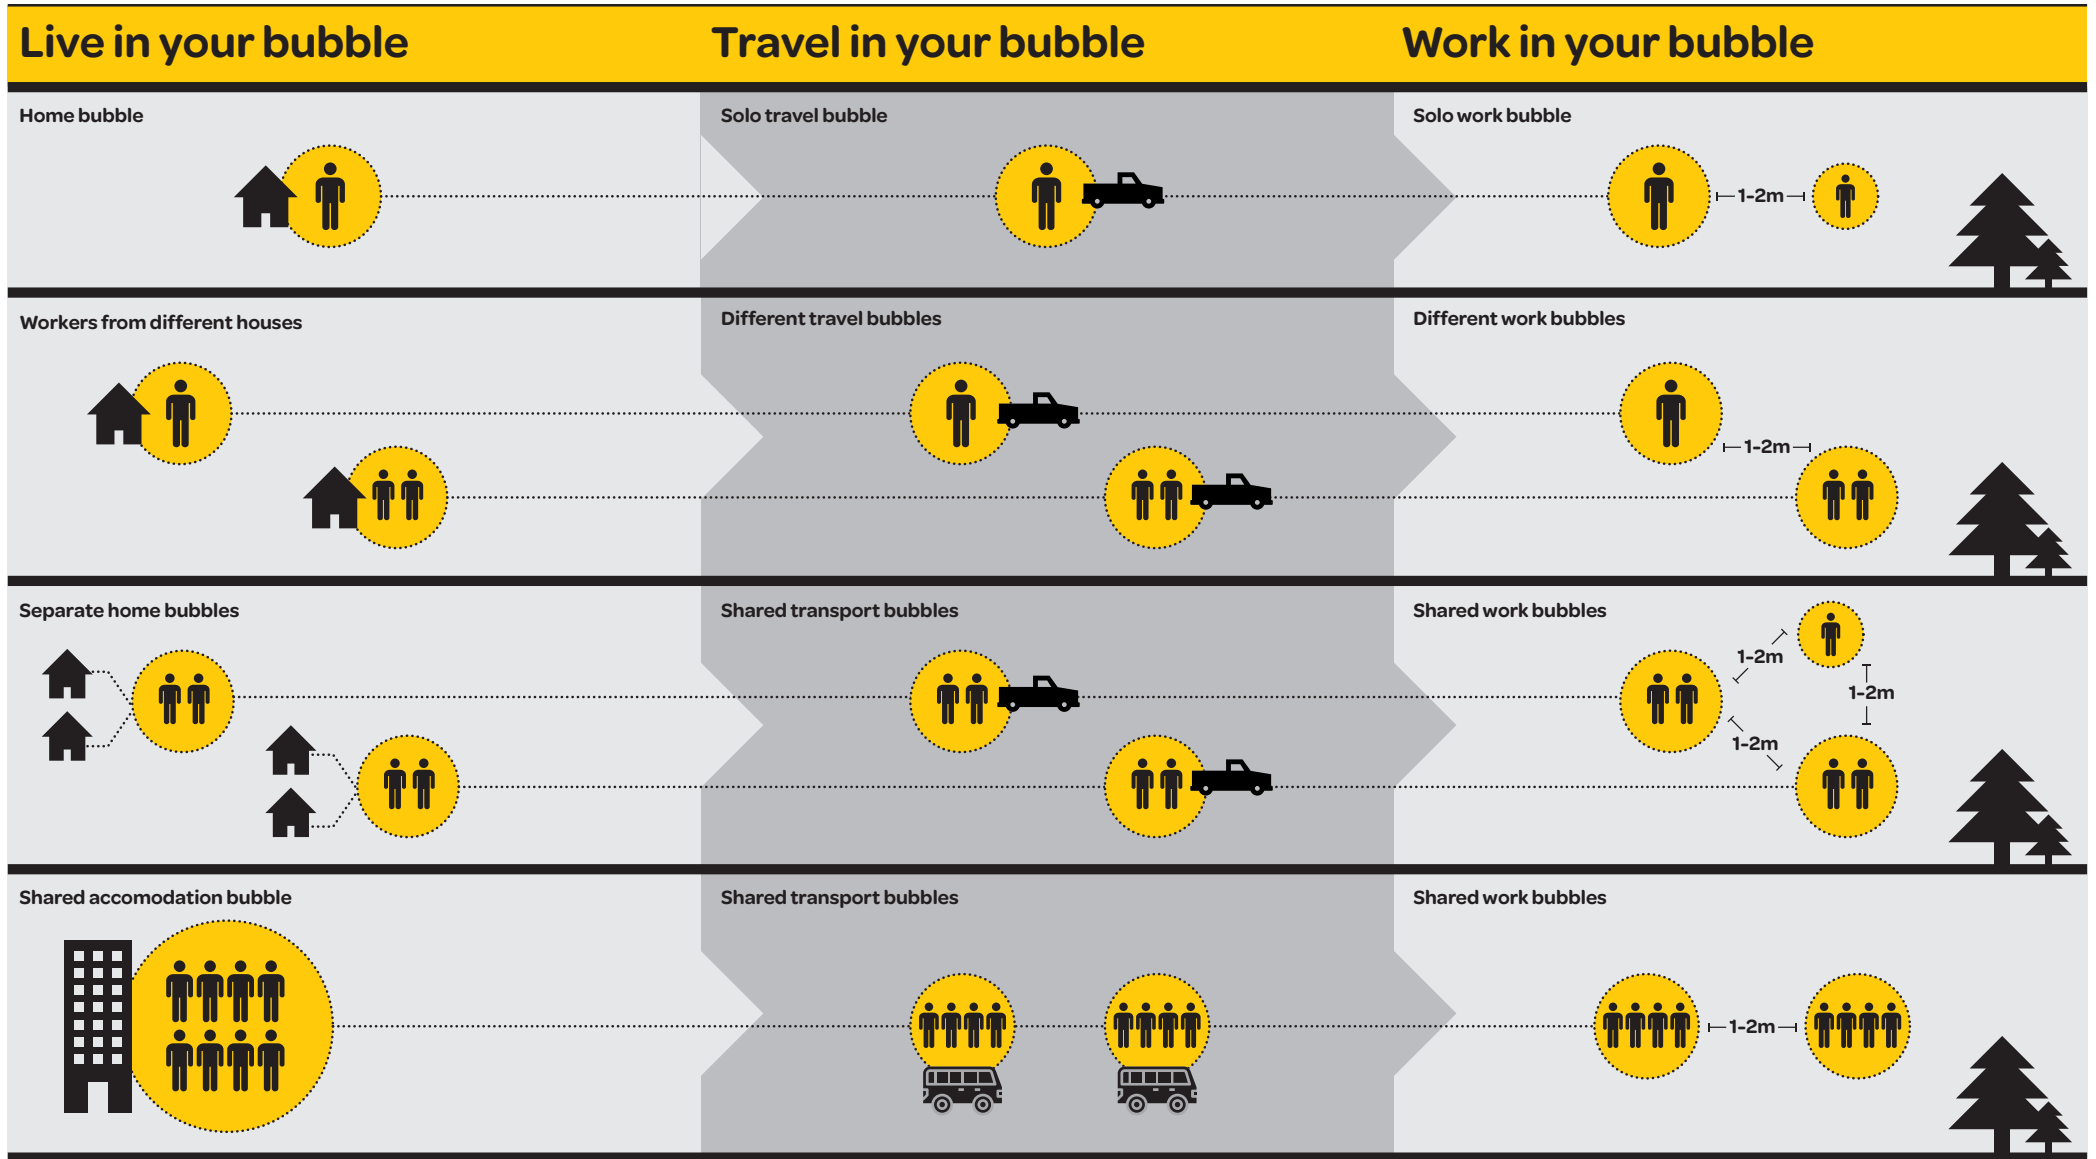 Live in your bubble
Travel in your bubble
Work in your bubble
Home bubble
Solo travel bubble
Solo work bubble
1-2m
Workers from different houses
Different travel bubbles
Different work bubbles
1-2m
Separate home bubbles
Shared transport bubbles
Shared work bubbles
1-2m
1-2m
1-2m
Shared accomodation bubble
Shared transport bubbles
Shared work bubbles
1-2m